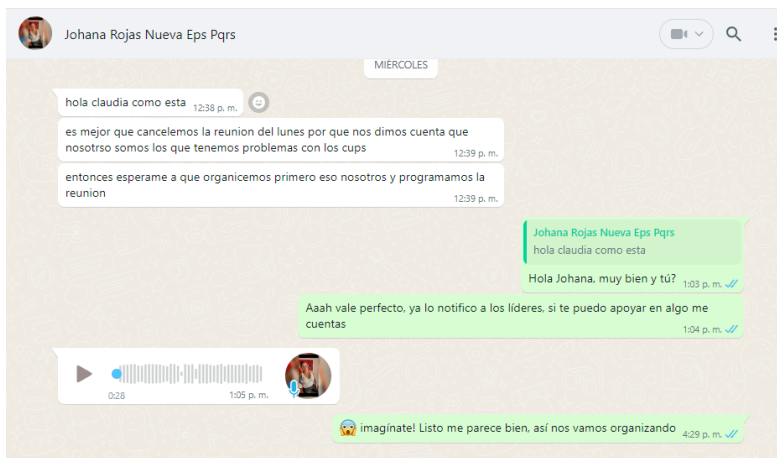 Johana Rojas Nueva Eps Pqrs
MIÉRCOLES
hola claudia como esta
12:38 p. m.
es mejor que cancelemos la reunion del lunes por que nos dimos cuenta que
nosotrso somos los que tenemos problemas con los cups
12:39 p. m.
entonces esperame a que organicemos primero eso nosotros y programamos la
reunion
12:39 p. m.
Johana Rojas Nueva Eps Pqrs
hola claudia como esta
Hola Johana, muy bien y tú?
1:03 p. m.
Aaah vale perfecto, ya lo notifico a los líderes, si te puedo apoyar en algo me
cuentas
1:04 p. m.
0:28
1:05 p. m.
😱 imagínate! Listo me parece bien, así nos vamos organizando
4:29 p. m.